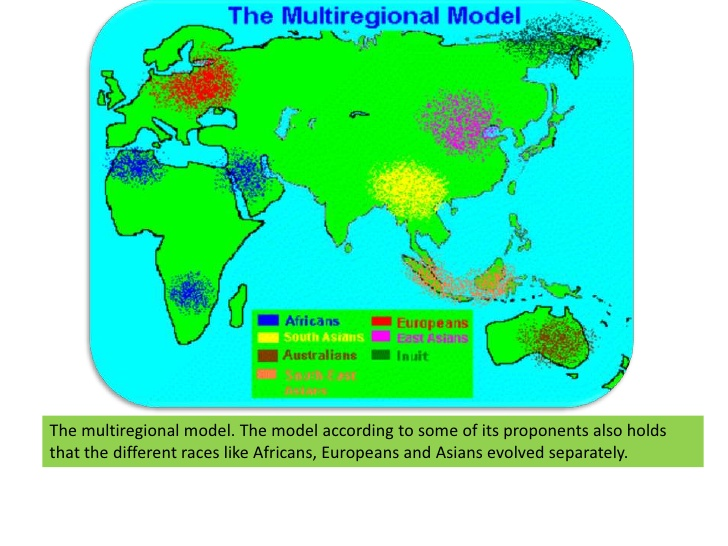 The Multiregional Model
Africans
Europeans
South Asians
East Asians
Australians
Inuit
South East
Asians
The multiregional model. The model according to some of its proponents also holds
that the different races like Africans, Europeans and Asians evolved separately.